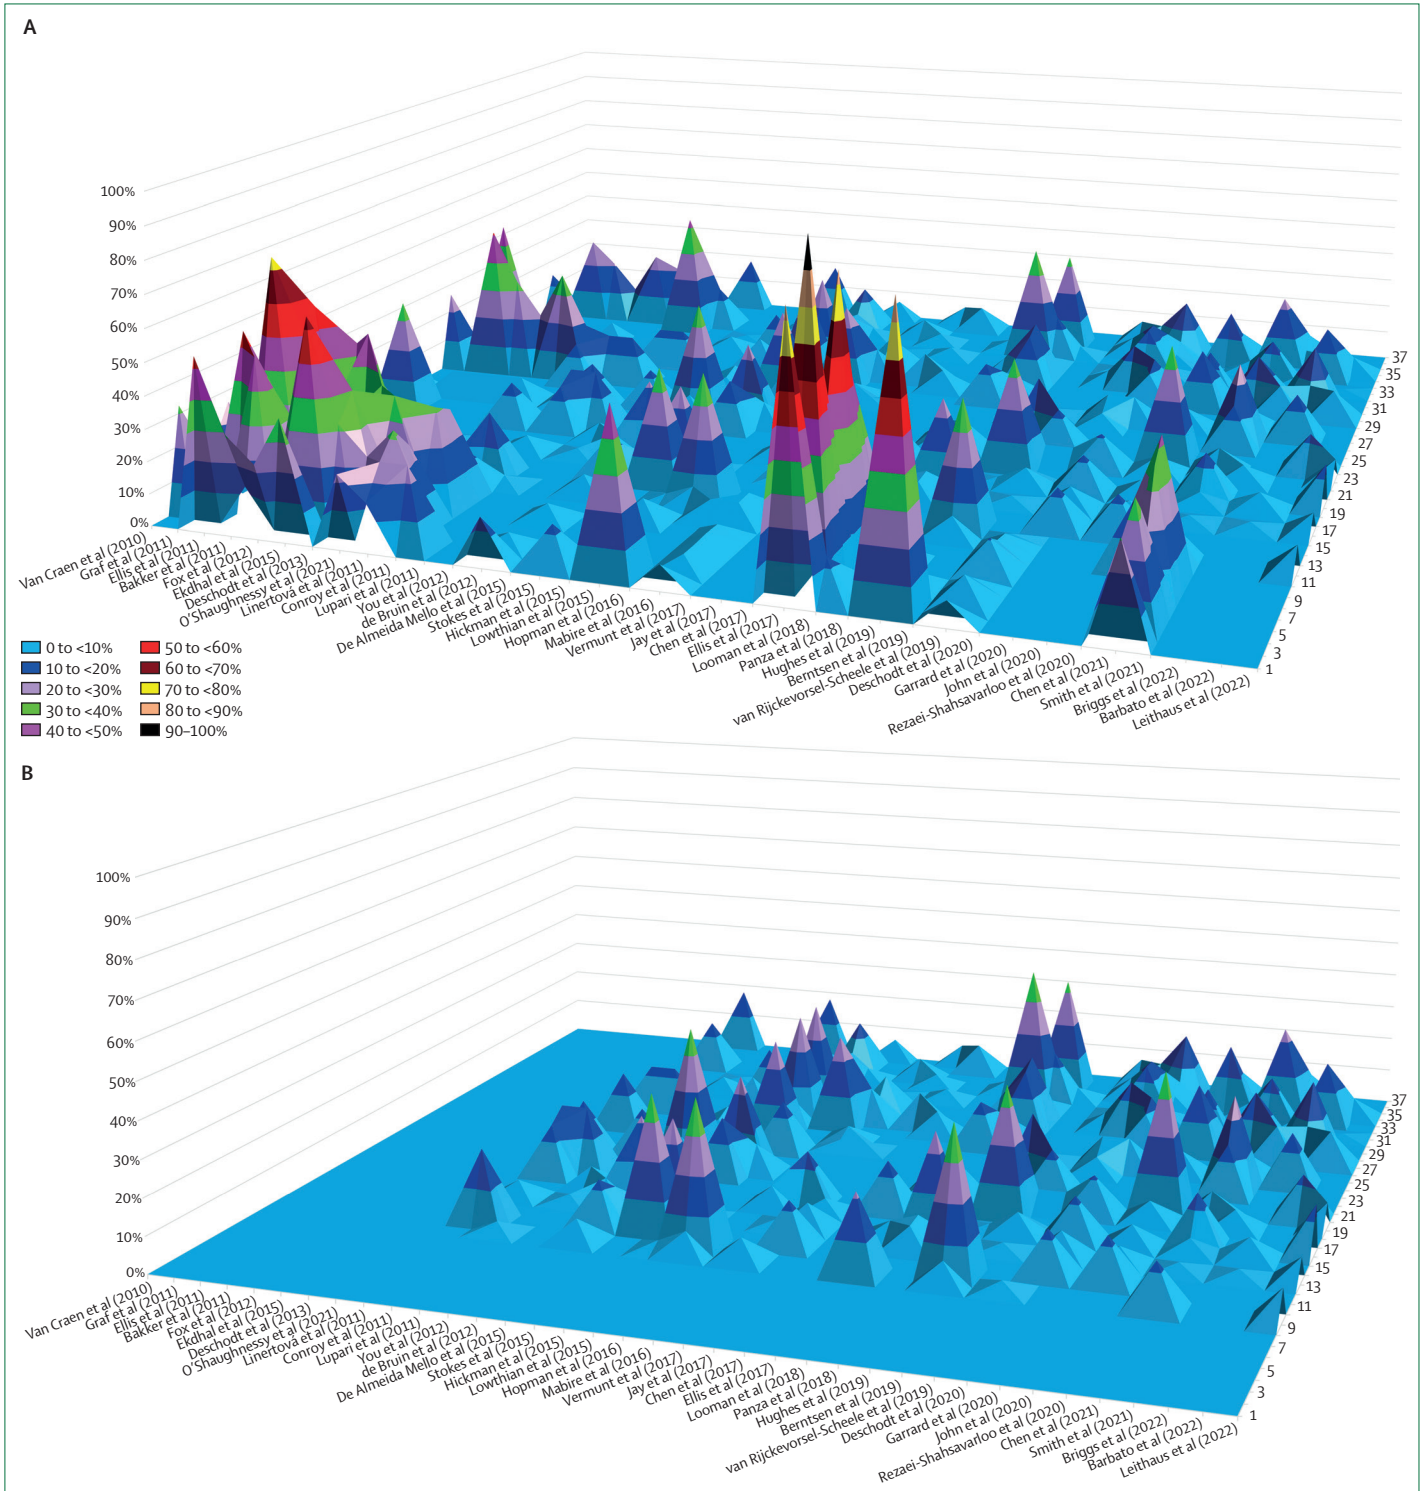 A
100%
90%
80%
70%
60%
50%
40%
30%
20%
10%
0%
Van Craen et al (2010)
Graf et al (2011)
Ellis et al (2011)
Bakker et al (2011)
Fox et al (2012)
Ekdhal et al (2015)
Deschodt et al (2013)
O'Shaughnessy et al (2021)
Linertová et al (2011)
Conroy et al (2011)
Lupari et al (2011)
You et al (2012)
de Bruin et al (2012)
De Almeida Mello et al (2015)
Stokes et al (2015)
Hickman et al (2015)
Lowthian et al (2015)
Hopman et al (2016)
Mabire et al (2016)
Vermunt et al (2017)
Jay et al (2017)
Chen et al (2017)
Ellis et al (2017)
Looman et al (2018)
Panza et al (2018)
Hughes et al (2019)
Berntsen et al (2019)
van Rijckevorsel-Scheele et al (2019)
Deschodt et al (2020)
Garrard et al (2020)
John et al (2020)
Rezaei-Shahsavarloo et al (2020)
Chen et al (2021)
Smith et al (2021)
Briggs et al (2022)
Barbato et al (2022)
Leithaus et al (2022)
37
35
33
31
29
27
25
23
21
19
17
15
13
11
9
7
5
3
1
0 to <10%
10 to <20%
20 to <30%
30 to <40%
40 to <50%
50 to <60%
60 to <70%
70 to <80%
80 to <90%
90–100%
B
100%
90%
80%
70%
60%
50%
40%
30%
20%
10%
0%
Van Craen et al (2010)
Graf et al (2011)
Ellis et al (2011)
Bakker et al (2011)
Fox et al (2012)
Ekdhal et al (2015)
Deschodt et al (2013)
O'Shaughnessy et al (2021)
Linertová et al (2011)
Conroy et al (2011)
Lupari et al (2011)
You et al (2012)
de Bruin et al (2012)
De Almeida Mello et al (2015)
Stokes et al (2015)
Hickman et al (2015)
Lowthian et al (2015)
Hopman et al (2016)
Mabire et al (2016)
Vermunt et al (2017)
Jay et al (2017)
Chen et al (2017)
Ellis et al (2017)
Looman et al (2018)
Panza et al (2018)
Hughes et al (2019)
Berntsen et al (2019)
van Rijckevorsel-Scheele et al (2019)
Deschodt et al (2020)
Garrard et al (2020)
John et al (2020)
Rezaei-Shahsavarloo et al (2020)
Chen et al (2021)
Smith et al (2021)
Briggs et al (2022)
Barbato et al (2022)
Leithaus et al (2022)
37
35
33
31
29
27
25
23
21
19
17
15
13
11
9
7
5
3
1